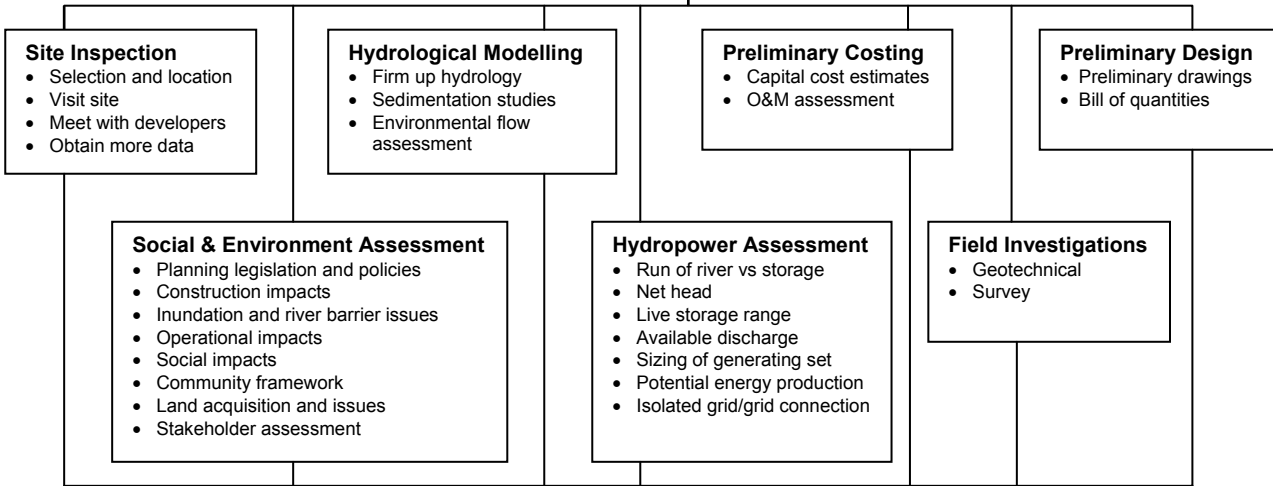 Site Inspection
• Selection and location
• Visit site
• Meet with developers
• Obtain more data
Hydrological Modelling
• Firm up hydrology
• Sedimentation studies
• Environmental flow
assessment
Preliminary Costing
• Capital cost estimates
• O&M assessment
Preliminary Design
• Preliminary drawings
• Bill of quantities
Social & Environment Assessment
• Planning legislation and policies
• Construction impacts
• Inundation and river barrier issues
• Operational impacts
• Social impacts
• Community framework
• Land acquisition and issues
• Stakeholder assessment
Hydropower Assessment
• Run of river vs storage
• Net head
• Live storage range
• Available discharge
• Sizing of generating set
• Potential energy production
• Isolated grid/grid connection
Field Investigations
• Geotechnical
• Survey